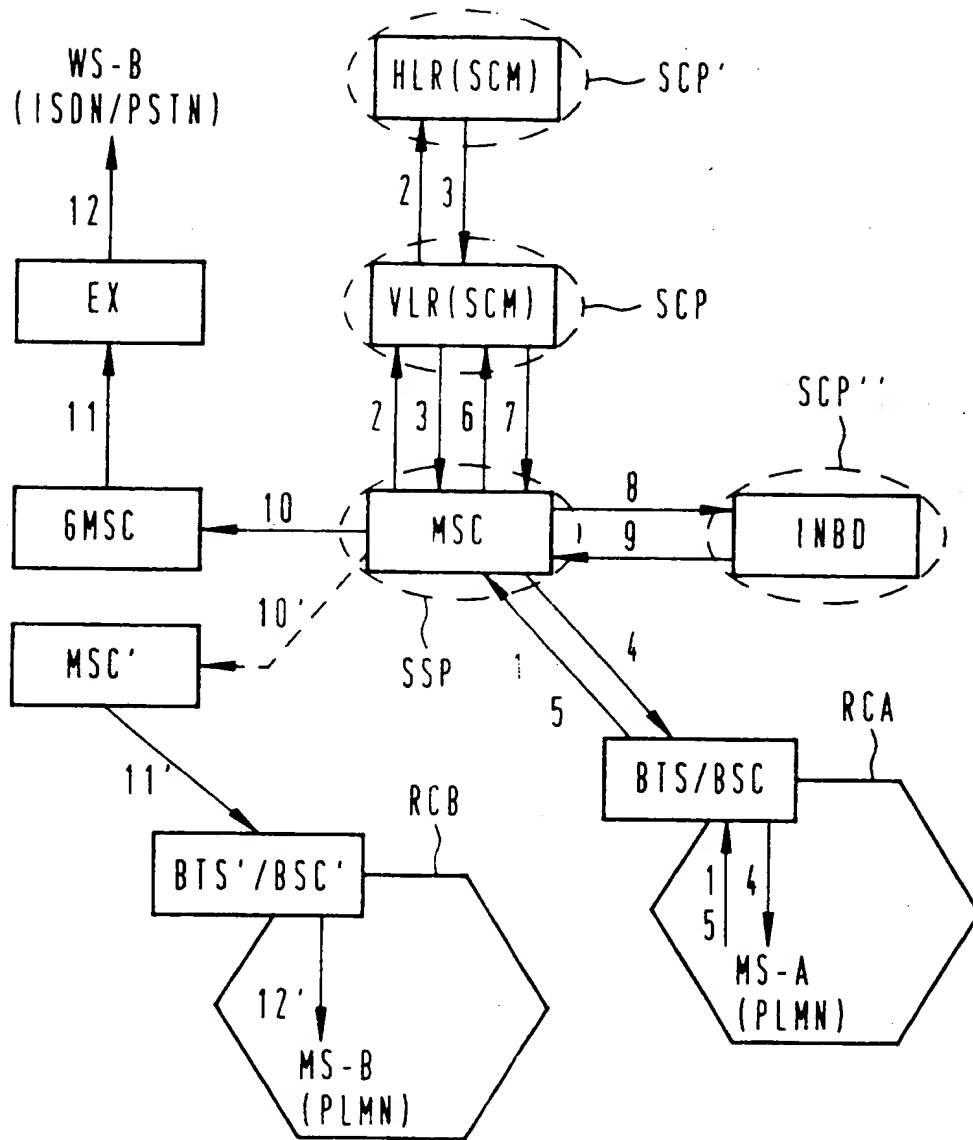 HLR(SCM)
SCP'
WS-B
(ISDN/PSTN)
2
3
12
EX
VLR(SCM)
SCP
11
2
3
6
7
SCP''
6MSC
10
MSC
8
9
INBD
10'
MSC'
SSP
1
4
5
RCA
11'
RCB
BTS/BSC
BTS'/BSC'
1
4
5
12'
MS-A
(PLMN)
MS-B
(PLMN)